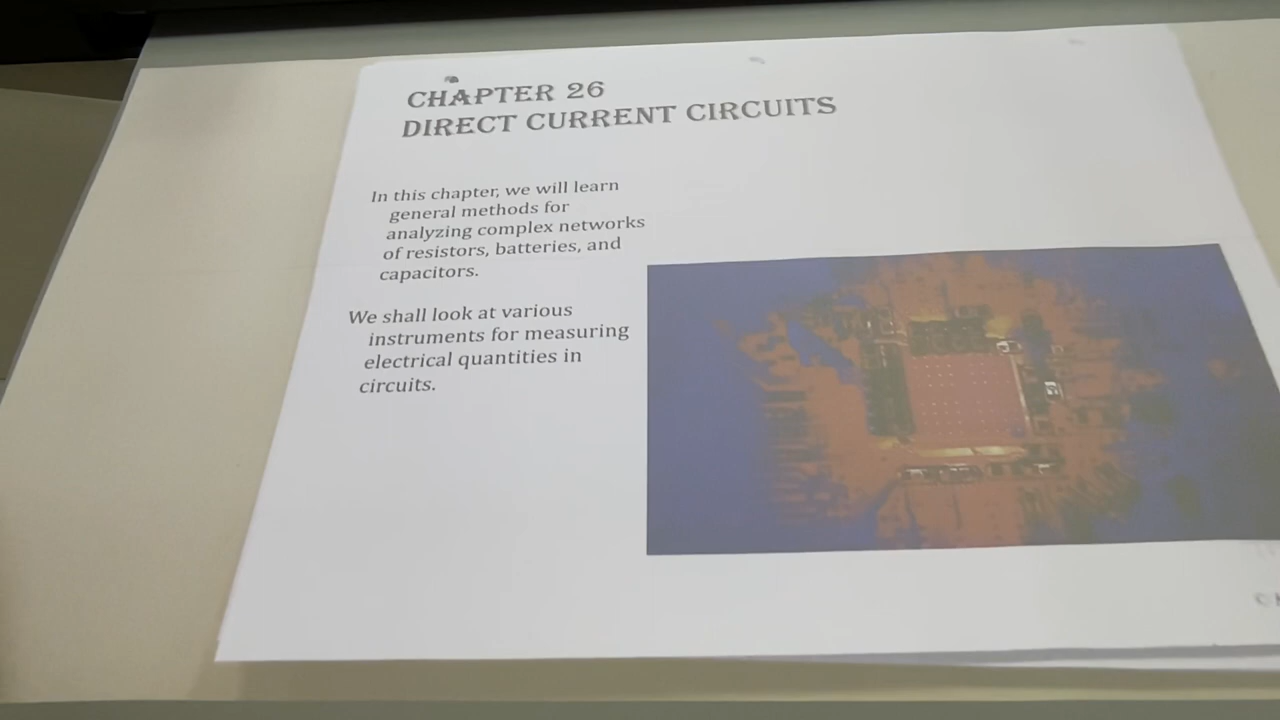 CHAPTER 26
DIRECT CURRENT CIRCUITS
In this chapter, we will learn
general methods for
analyzing complex networks
of resistors, batteries, and
capacitors.
We shall look at various
instruments for measuring
electrical quantities in
circuits.